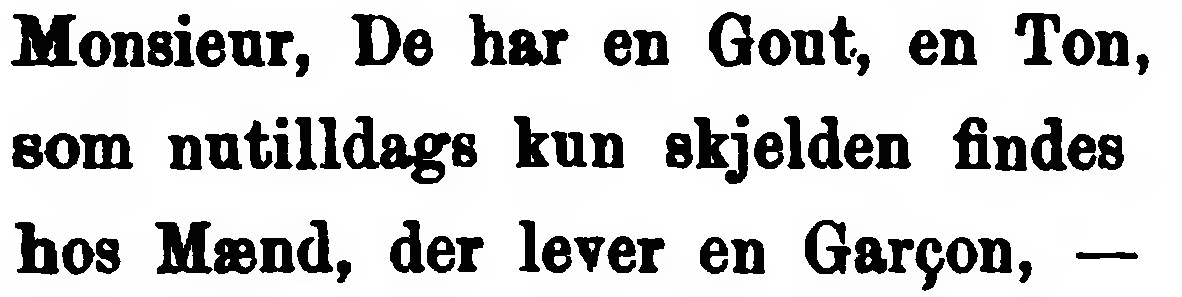 Monsieur, De har en Gout, en Ton,
som nutilldags kun skjelden findes
hos Mænd, der lever en Garçon, —